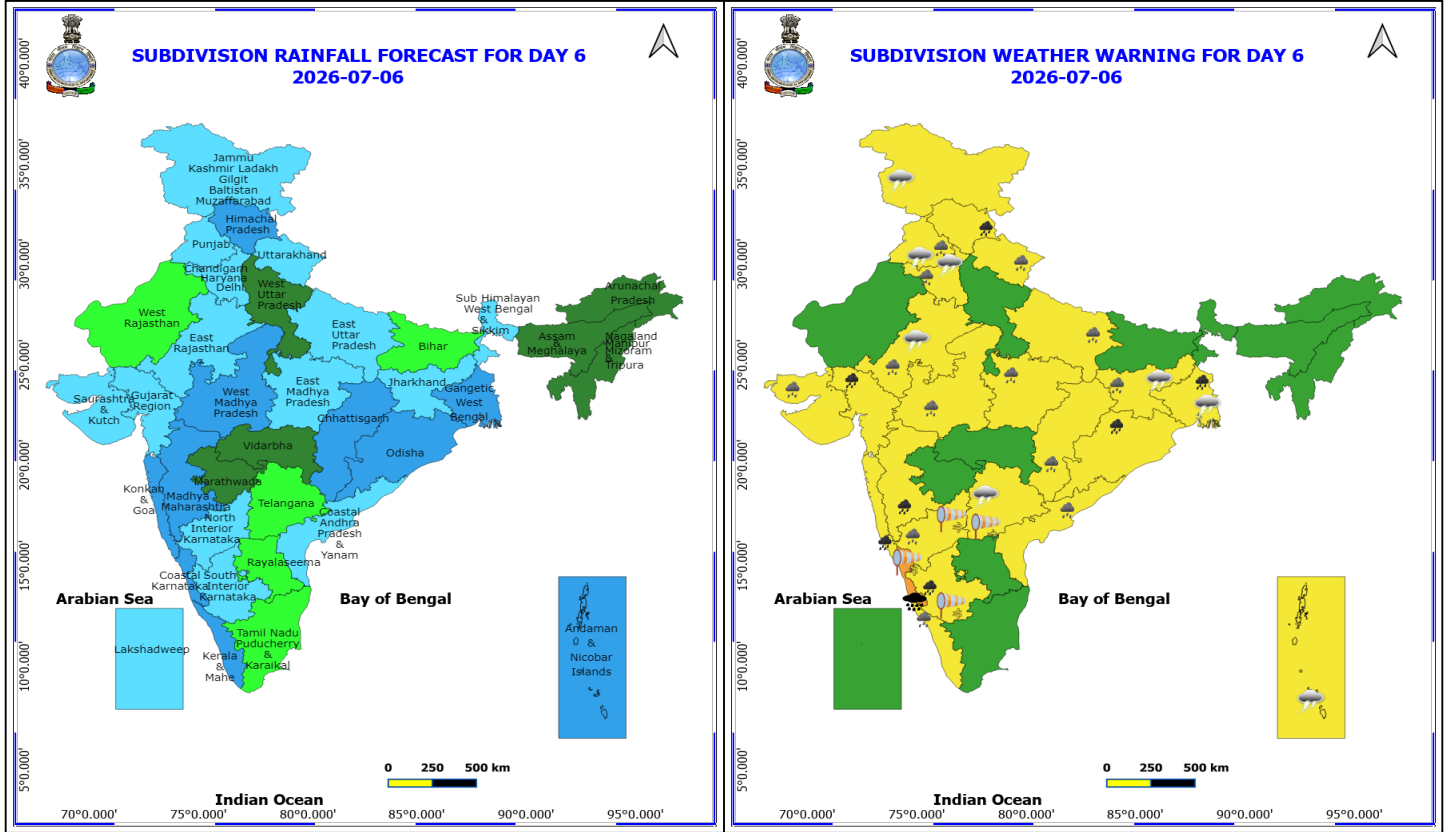 SUBDIVISION RAINFALL FORECAST FOR DAY 6
2026-07-06
40°0.000'
35°0.000'
30°0.000'
25°0.000'
20°0.000'
15°0.000'
10°0.000'
5°0.000'
Jammu
Kashmir Ladakh
Gilgit
Baltistan
Muzaffarabad
Himachal
Pradesh
Punjab
Uttarakhand
Chandigarh
Haryana
Delhi
West
Uttar
Pradesh
West
Rajasthan
East
Rajasthan
East
Uttar
Pradesh
Bihar
Sub Himalayan
West Bengal
&
Sikkim
Arunachal
Pradesh
Assam
&
Meghalaya
Nagaland
Manipur
Mizoram
&
Tripura
Saurashtra
&
Kutch
Gujarat
Region
West
Madhya
Pradesh
East
Madhya
Pradesh
Jharkhand
Gangetic
West
Bengal
Chhattisgarh
Odisha
Vidarbha
Marathwada
Konkan
&
Goa
Madhya
Maharashtra
Telangana
North
Interior
Karnataka
Coastal
Andhra
Pradesh
&
Yanam
Rayalaseema
Coastal
Karnataka
South
Interior
Karnataka
Arabian Sea
Bay of Bengal
Lakshadweep
Tamil Nadu
Puducherry
&
Karaikal
Kerala
&
Mahe
Andaman
&
Nicobar
Islands
0 250 500 km
Indian Ocean
70°0.000' 75°0.000' 80°0.000' 85°0.000' 90°0.000' 95°0.000'
SUBDIVISION WEATHER WARNING FOR DAY 6
2026-07-06
40°0.000'
35°0.000'
30°0.000'
25°0.000'
20°0.000'
15°0.000'
10°0.000'
5°0.000'
Arabian Sea
Bay of Bengal
0 250 500 km
Indian Ocean
70°0.000' 75°0.000' 80°0.000' 85°0.000' 90°0.000' 95°0.000'